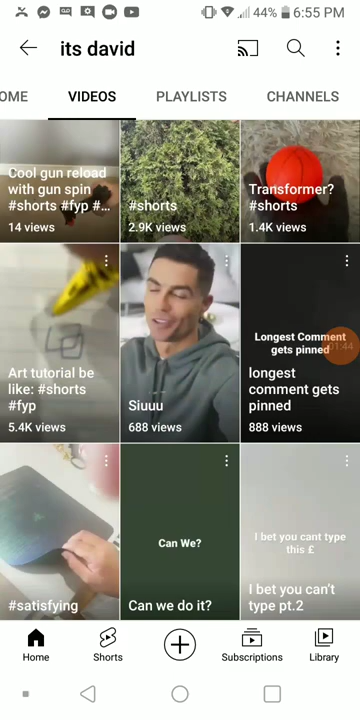 44% 6:55 PM
its david
OME VIDEOS PLAYLISTS CHANNELS
Cool gun reload
with gun spin
#shorts #fyp #...
14 views
#shorts
2.9K views
Transformer?
#shorts
1.4K views
Art tutorial be
like: #shorts
#fyp
5.4K views
Siuuu
688 views
Longest Comment
gets pinned
01:44
longest
comment gets
pinned
888 views
#satisfying
Can We?
Can we do it?
I bet you cant type
this £
I bet you can't
type pt.2
Home Shorts Subscriptions Library